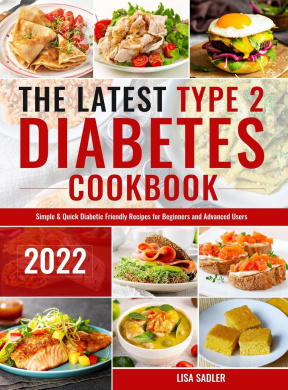 THE LATEST TYPE 2
DIABETES
COOKBOOK
Simple & Quick Diabetic Friendly Recipes for Beginners and Advanced Users
2022
LISA SADLER